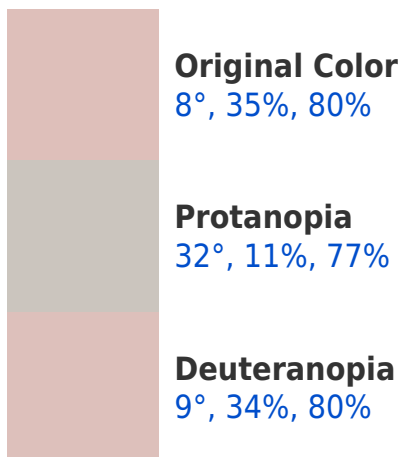 Original Color
8°, 35%, 80%
Protanopia
32°, 11%, 77%
Deuteranopia
9°, 34%, 80%